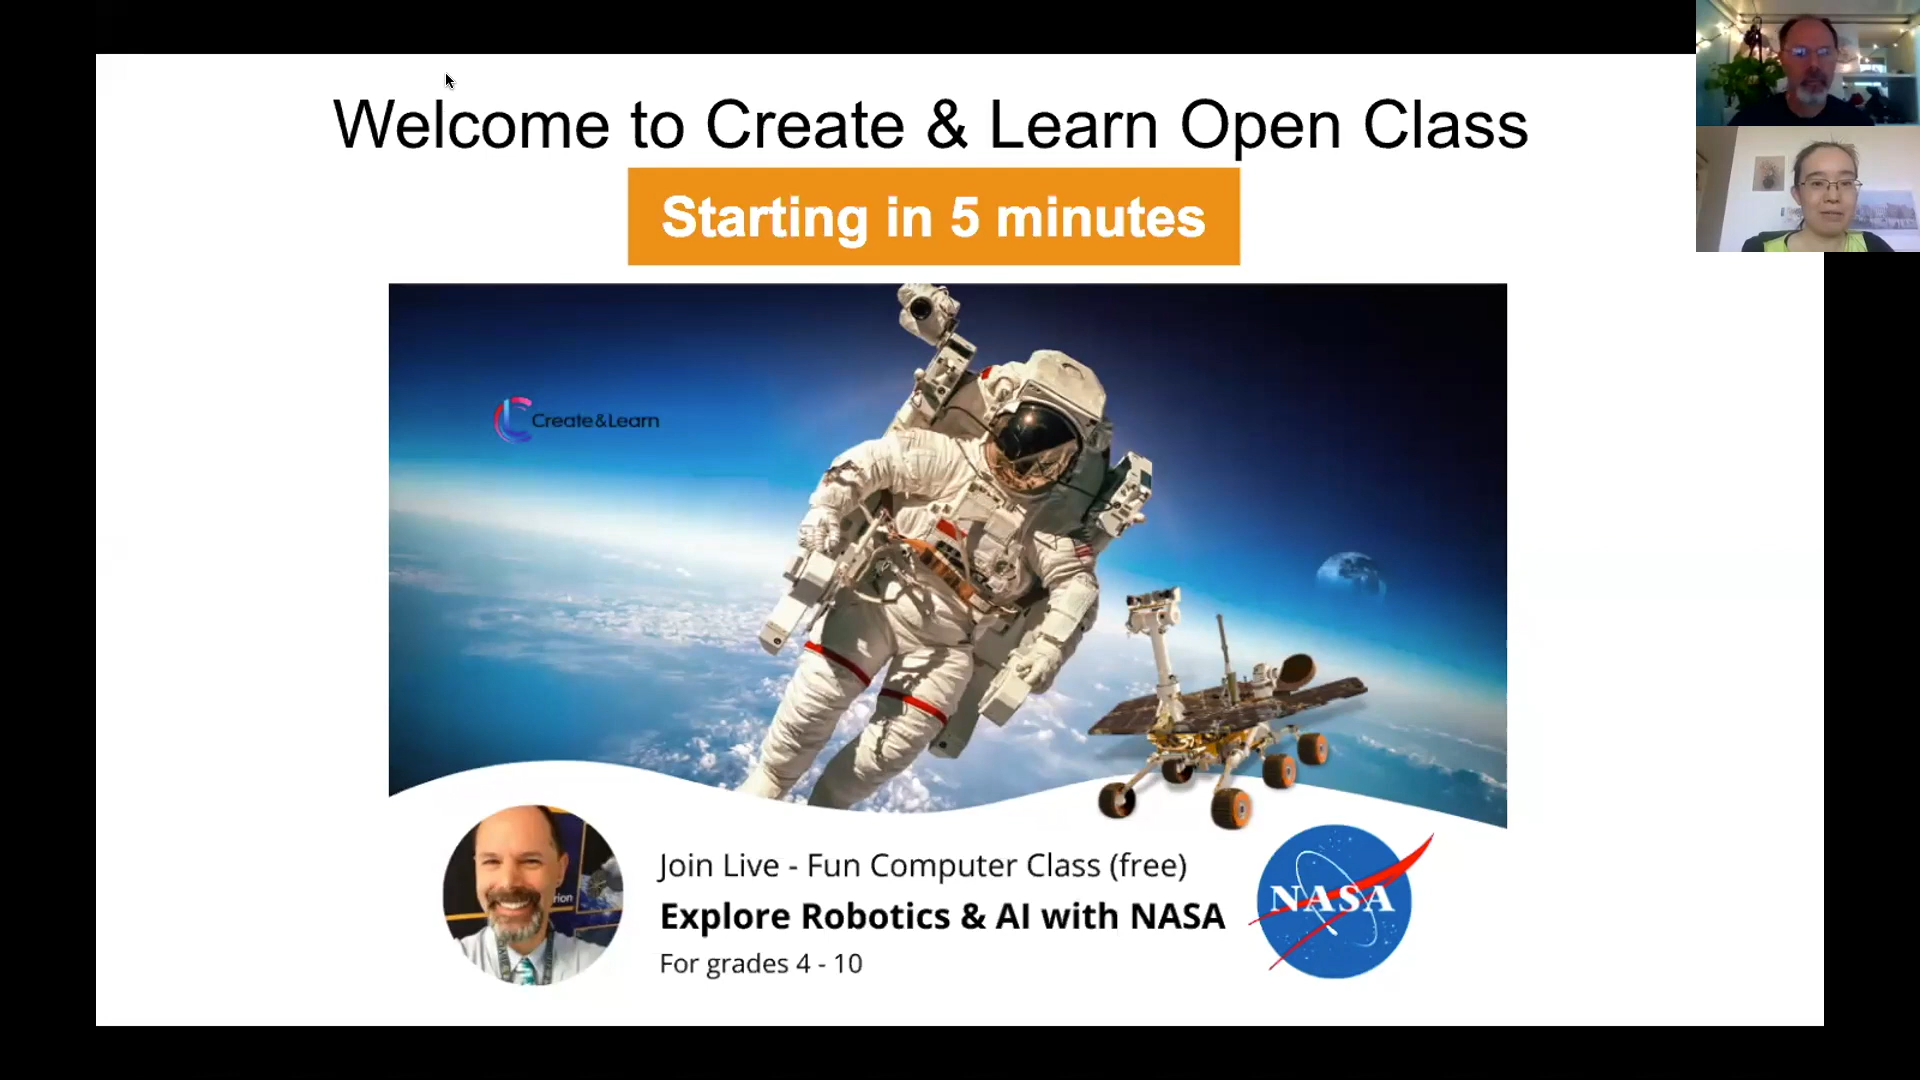 Welcome to Create & Learn Open Class
Starting in 5 minutes
Create&Learn
Join Live - Fun Computer Class (free)
Explore Robotics & AI with NASA
For grades 4 - 10
NASA
rion